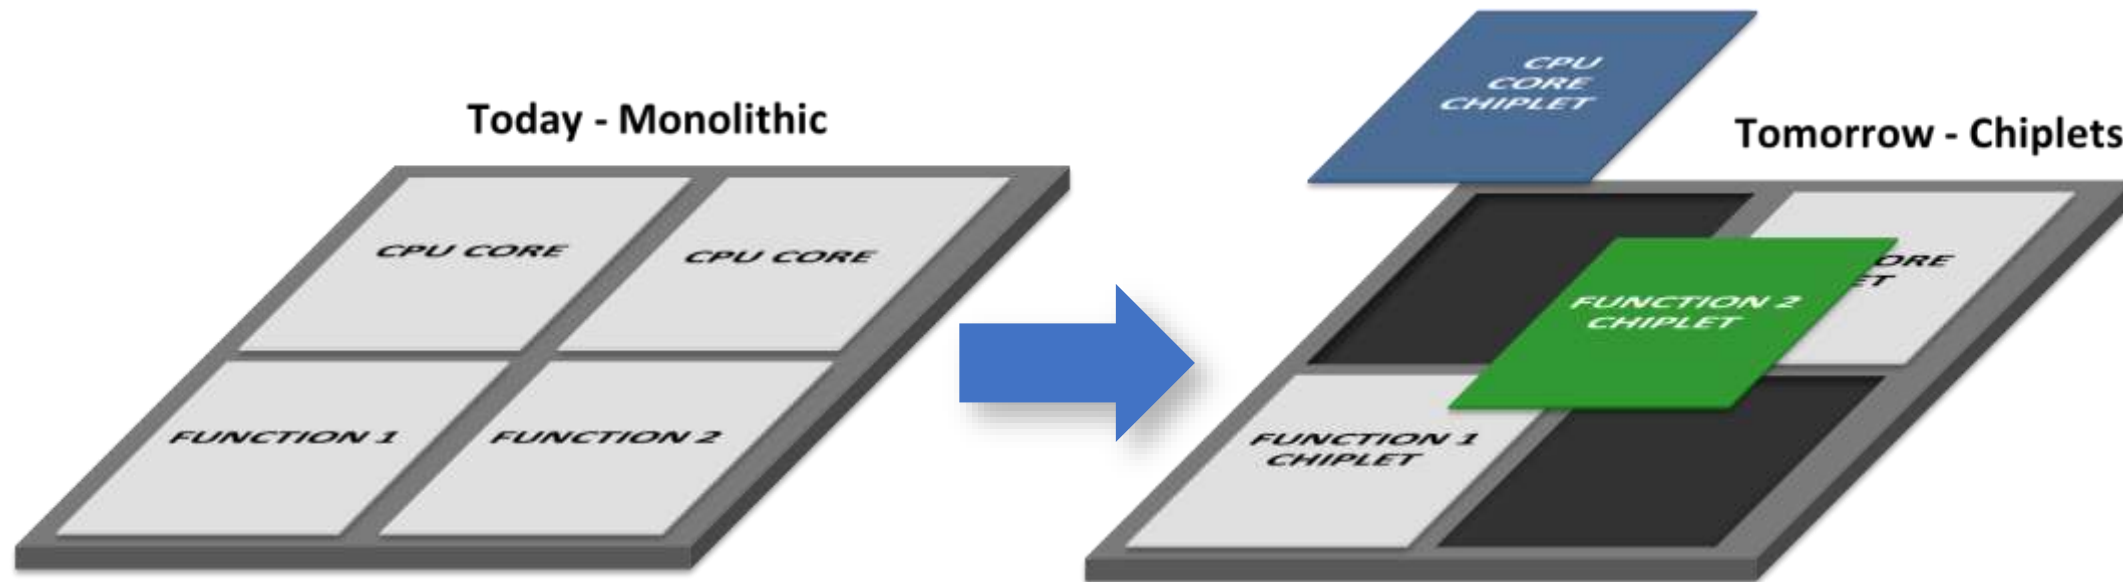 Today - Monolithic
CPU CORE
CPU CORE
FUNCTION 1
FUNCTION 2
Tomorrow - Chiplets
CPU
CORE
CHIPLET
FUNCTION 2
CHIPLET
FUNCTION 1
CHIPLET